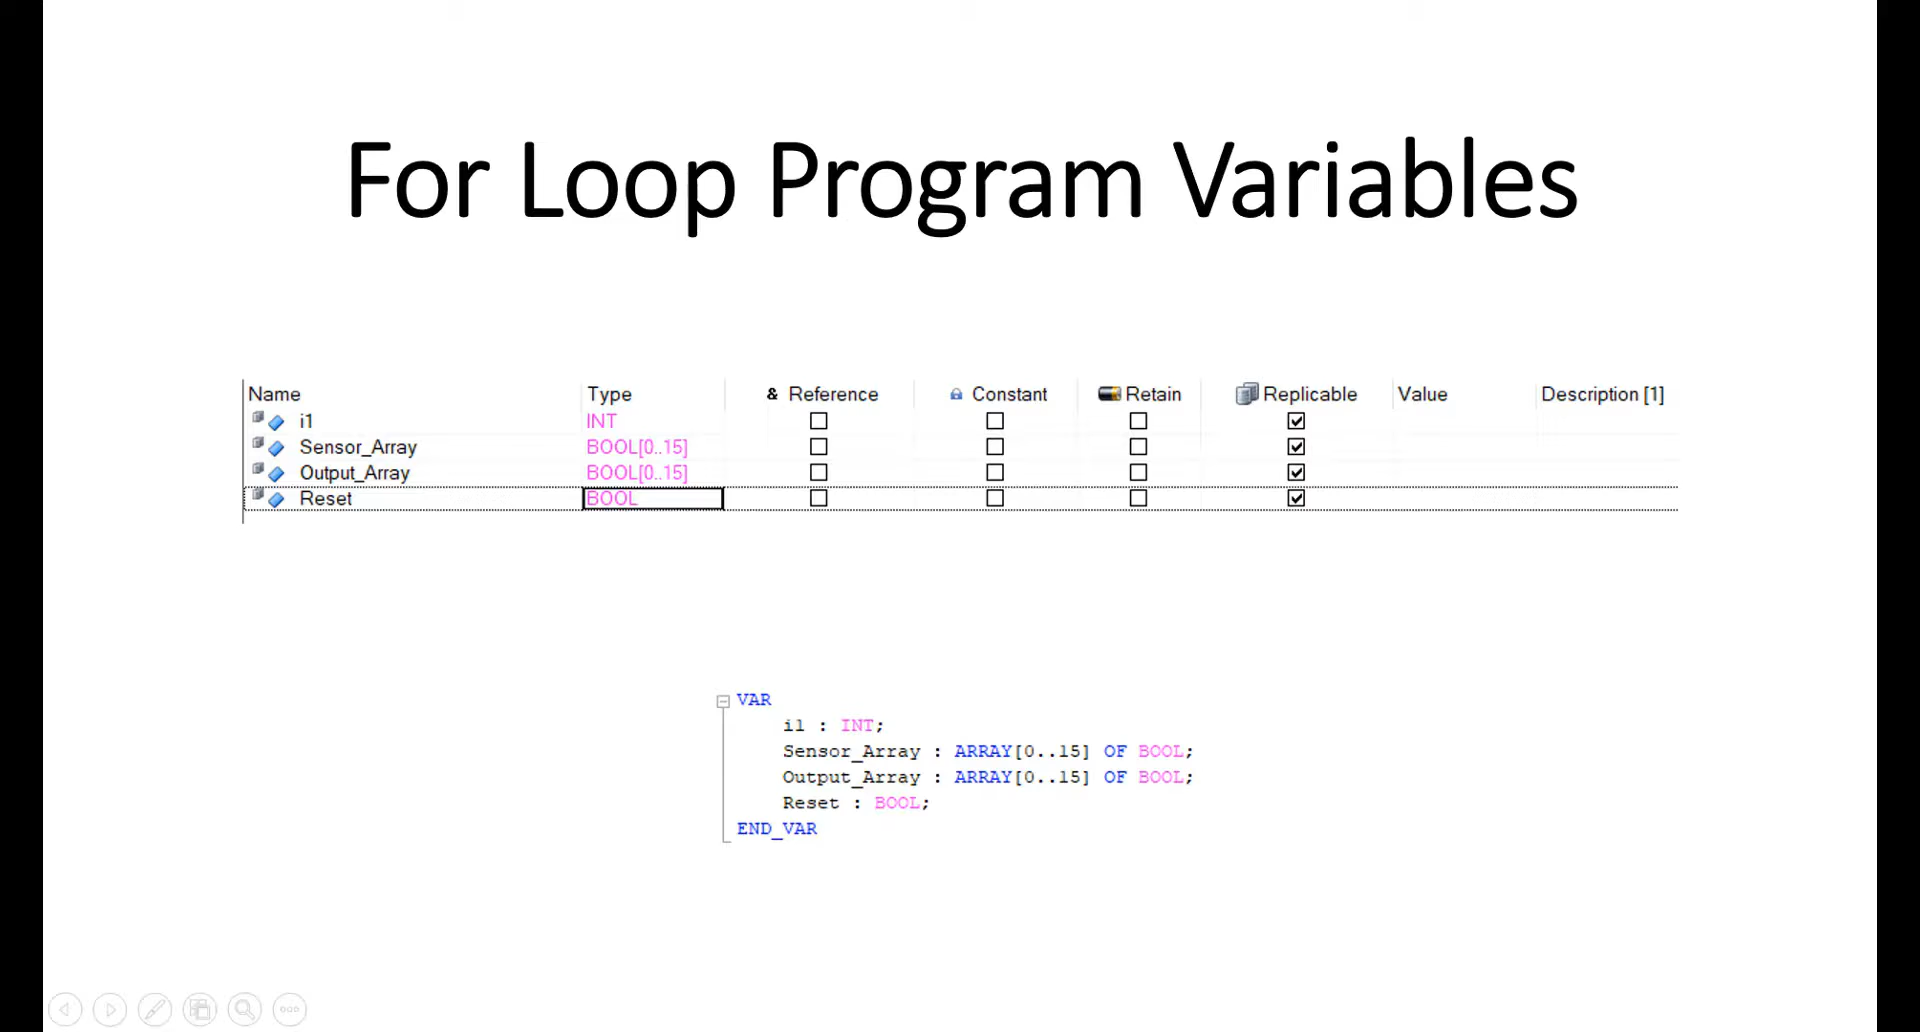 For Loop Program Variables
Name Type & Reference Constant Retain Replicable Value Description [1]
i1 INT
Sensor_Array BOOL[0..15]
Output_Array BOOL[0..15]
Reset BOOL
VAR
i1 : INT;
Sensor_Array : ARRAY[0..15] OF BOOL;
Output_Array : ARRAY[0..15] OF BOOL;
Reset : BOOL;
END_VAR